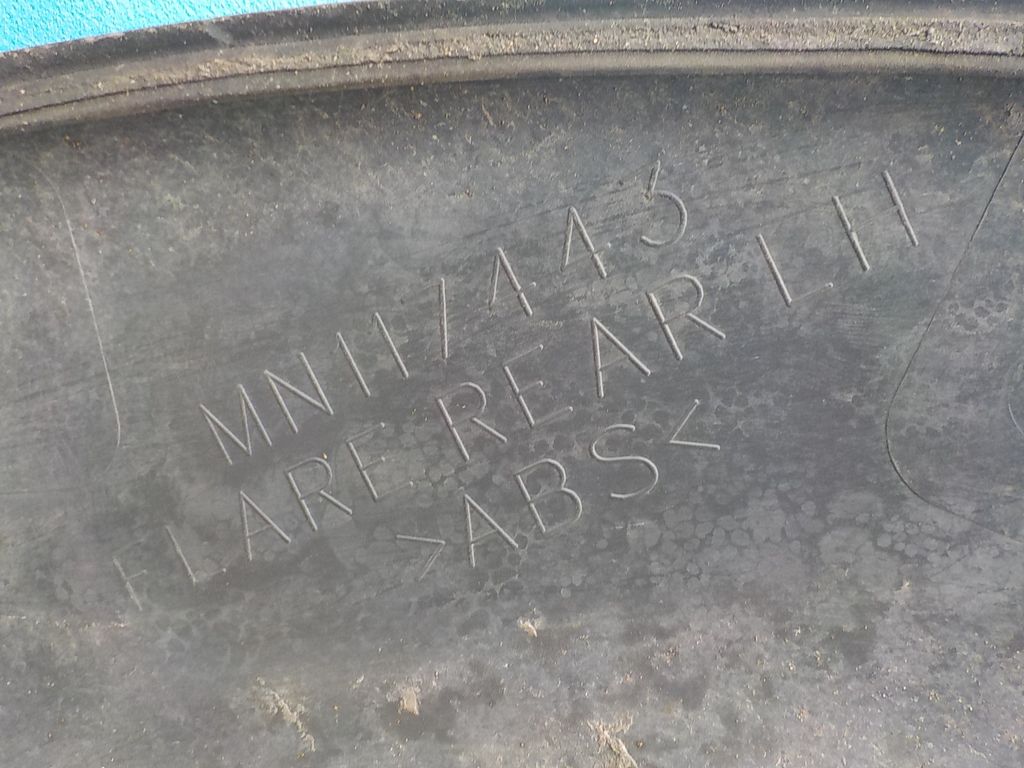 MN117445
FLARE REAR LH
>ABS<